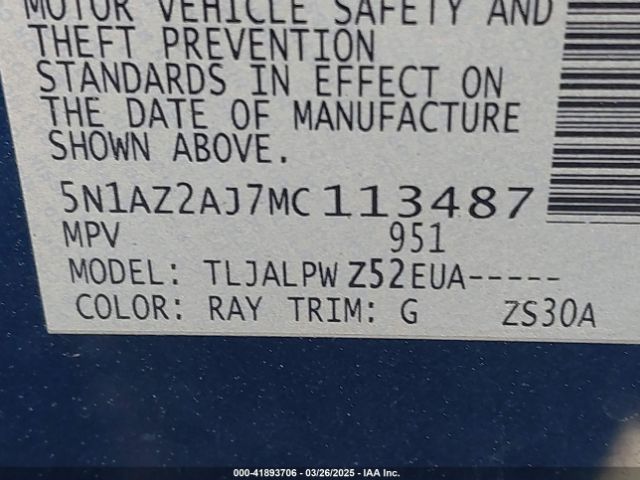 MOTOR VEHICLE SAFETY AND
THEFT PREVENTION
STANDARDS IN EFFECT ON
THE DATE OF MANUFACTURE
SHOWN ABOVE.
5N1AZ2AJ7MC113487
MPV 951
MODEL: TLJALPW Z52EUA-----
COLOR: RAY TRIM: G ZS30A
000-41893706 — 03/26/2025 — IAA Inc.